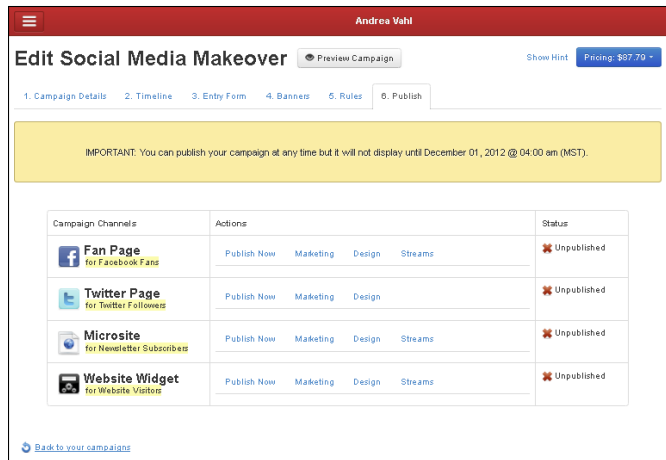 Andrea Vahl
Edit Social Media Makeover Preview Campaign Show Hint Pricing: $87.79
1. Campaign Details 2. Timeline 3. Entry Form 4. Banners 5. Rules 6. Publish
IMPORTANT: You can publish your campaign at any time but it will not display until December 01, 2012 @ 04:00 am (MST).
Campaign Channels Actions Status
Fan Page
for Facebook Fans
Publish Now Marketing Design Streams
Unpublished
Twitter Page
for Twitter Followers
Publish Now Marketing Design
Unpublished
Microsite
for Newsletter Subscribers
Publish Now Marketing Design Streams
Unpublished
Website Widget
for Website Visitors
Publish Now Marketing Design Streams
Unpublished
Back to your campaigns